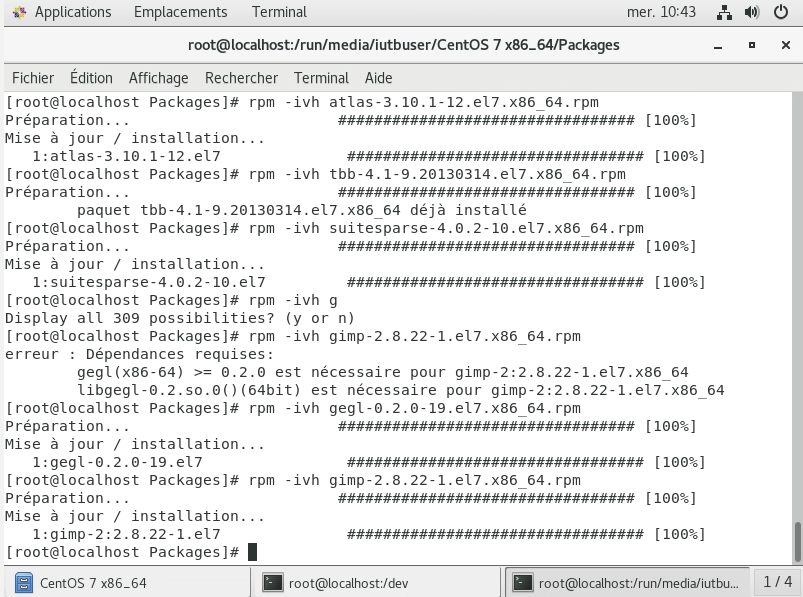 Applications Emplacements Terminal mer. 10:43
root@localhost:/run/media/iutbuser/CentOS 7 x86_64/Packages
Fichier Édition Affichage Rechercher Terminal Aide
[root@localhost Packages]# rpm -ivh atlas-3.10.1-12.el7.x86_64.rpm
Préparation... ################################# [100%]
Mise à jour / installation...
1:atlas-3.10.1-12.el7 ################################# [100%]
[root@localhost Packages]# rpm -ivh tbb-4.1-9.20130314.el7.x86_64.rpm
Préparation... ################################# [100%]
paquet tbb-4.1-9.20130314.el7.x86_64 déjà installé
[root@localhost Packages]# rpm -ivh suitesparse-4.0.2-10.el7.x86_64.rpm
Préparation... ################################# [100%]
Mise à jour / installation...
1:suitesparse-4.0.2-10.el7 ################################# [100%]
[root@localhost Packages]# rpm -ivh g
Display all 309 possibilities? (y or n)
[root@localhost Packages]# rpm -ivh gimp-2.8.22-1.el7.x86_64.rpm
erreur : Dépendances requises:
gegl(x86-64) >= 0.2.0 est nécessaire pour gimp-2:2.8.22-1.el7.x86_64
libgegl-0.2.so.0()(64bit) est nécessaire pour gimp-2:2.8.22-1.el7.x86_64
[root@localhost Packages]# rpm -ivh gegl-0.2.0-19.el7.x86_64.rpm
Préparation... ################################# [100%]
Mise à jour / installation...
1:gegl-0.2.0-19.el7 ################################# [100%]
[root@localhost Packages]# rpm -ivh gimp-2.8.22-1.el7.x86_64.rpm
Préparation... ################################# [100%]
Mise à jour / installation...
1:gimp-2:2.8.22-1.el7 ################################# [100%]
[root@localhost Packages]#
CentOS 7 x86_64 root@localhost:/dev root@localhost:/run/media/iutbu... 1 / 4